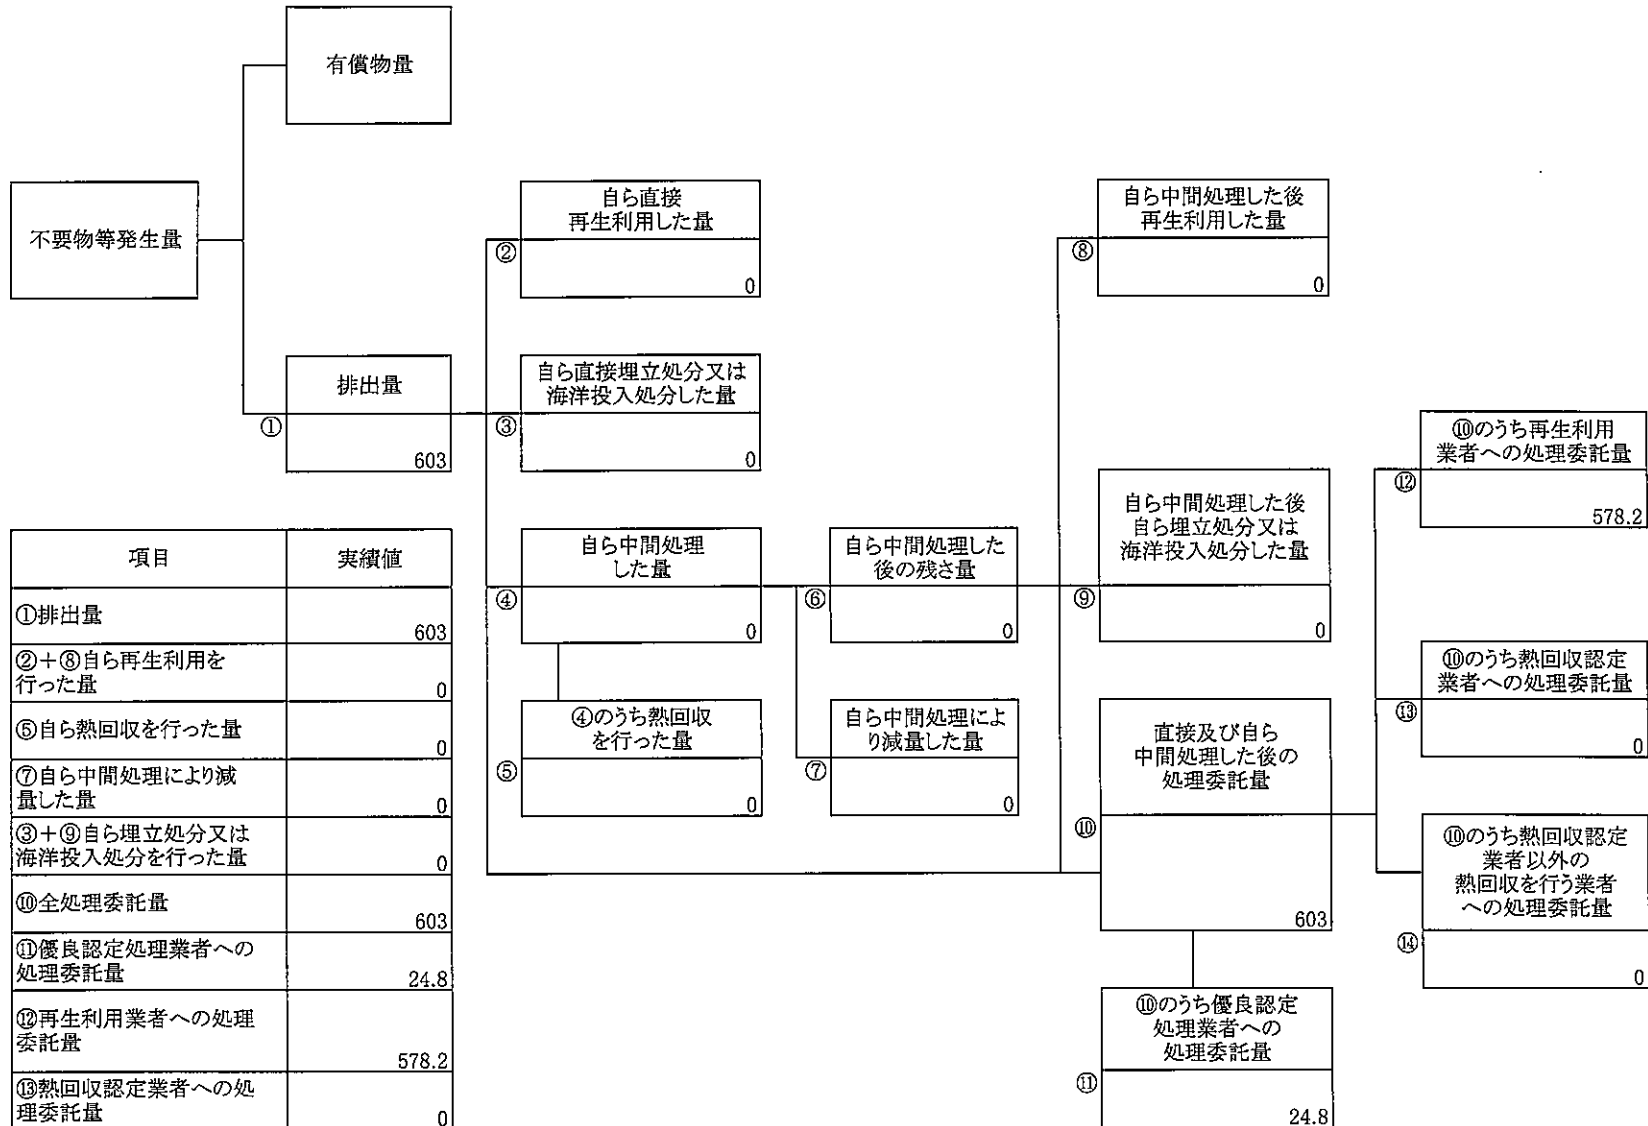 有償物量
不要物等発生量
自ら直接
再生利用した量
②
0
自ら中間処理した後
再生利用した量
⑧
0
排出量
①
603
自ら直接埋立処分又は
海洋投入処分した量
③
0
⑩のうち再生利用
業者への処理委託量
⑫
578.2
自ら中間処理
した量
④
0
自ら中間処理した
後の残さ量
⑥
0
自ら中間処理した後
自ら埋立処分又は
海洋投入処分した量
⑨
0
⑩のうち熱回収認定
業者への処理委託量
⑬
0
④のうち熱回収
を行った量
⑤
0
自ら中間処理によ
り減量した量
⑦
0
直接及び自ら
中間処理した後の
処理委託量
⑩
603
⑩のうち熱回収認定
業者以外の
熱回収を行う業者
への処理委託量
⑭
0
⑩のうち優良認定
処理業者への
処理委託量
⑪
24.8
項目 実績値
①排出量
603
②＋⑧自ら再生利用を
行った量 0
⑤自ら熱回収を行った量
0
⑦自ら中間処理により減
量した量 0
③＋⑨自ら埋立処分又は
海洋投入処分を行った量 0
⑩全処理委託量
603
⑪優良認定処理業者への
処理委託量 24.8
⑫再生利用業者への処理
委託量
578.2
⑬熱回収認定業者への処
理委託量 0